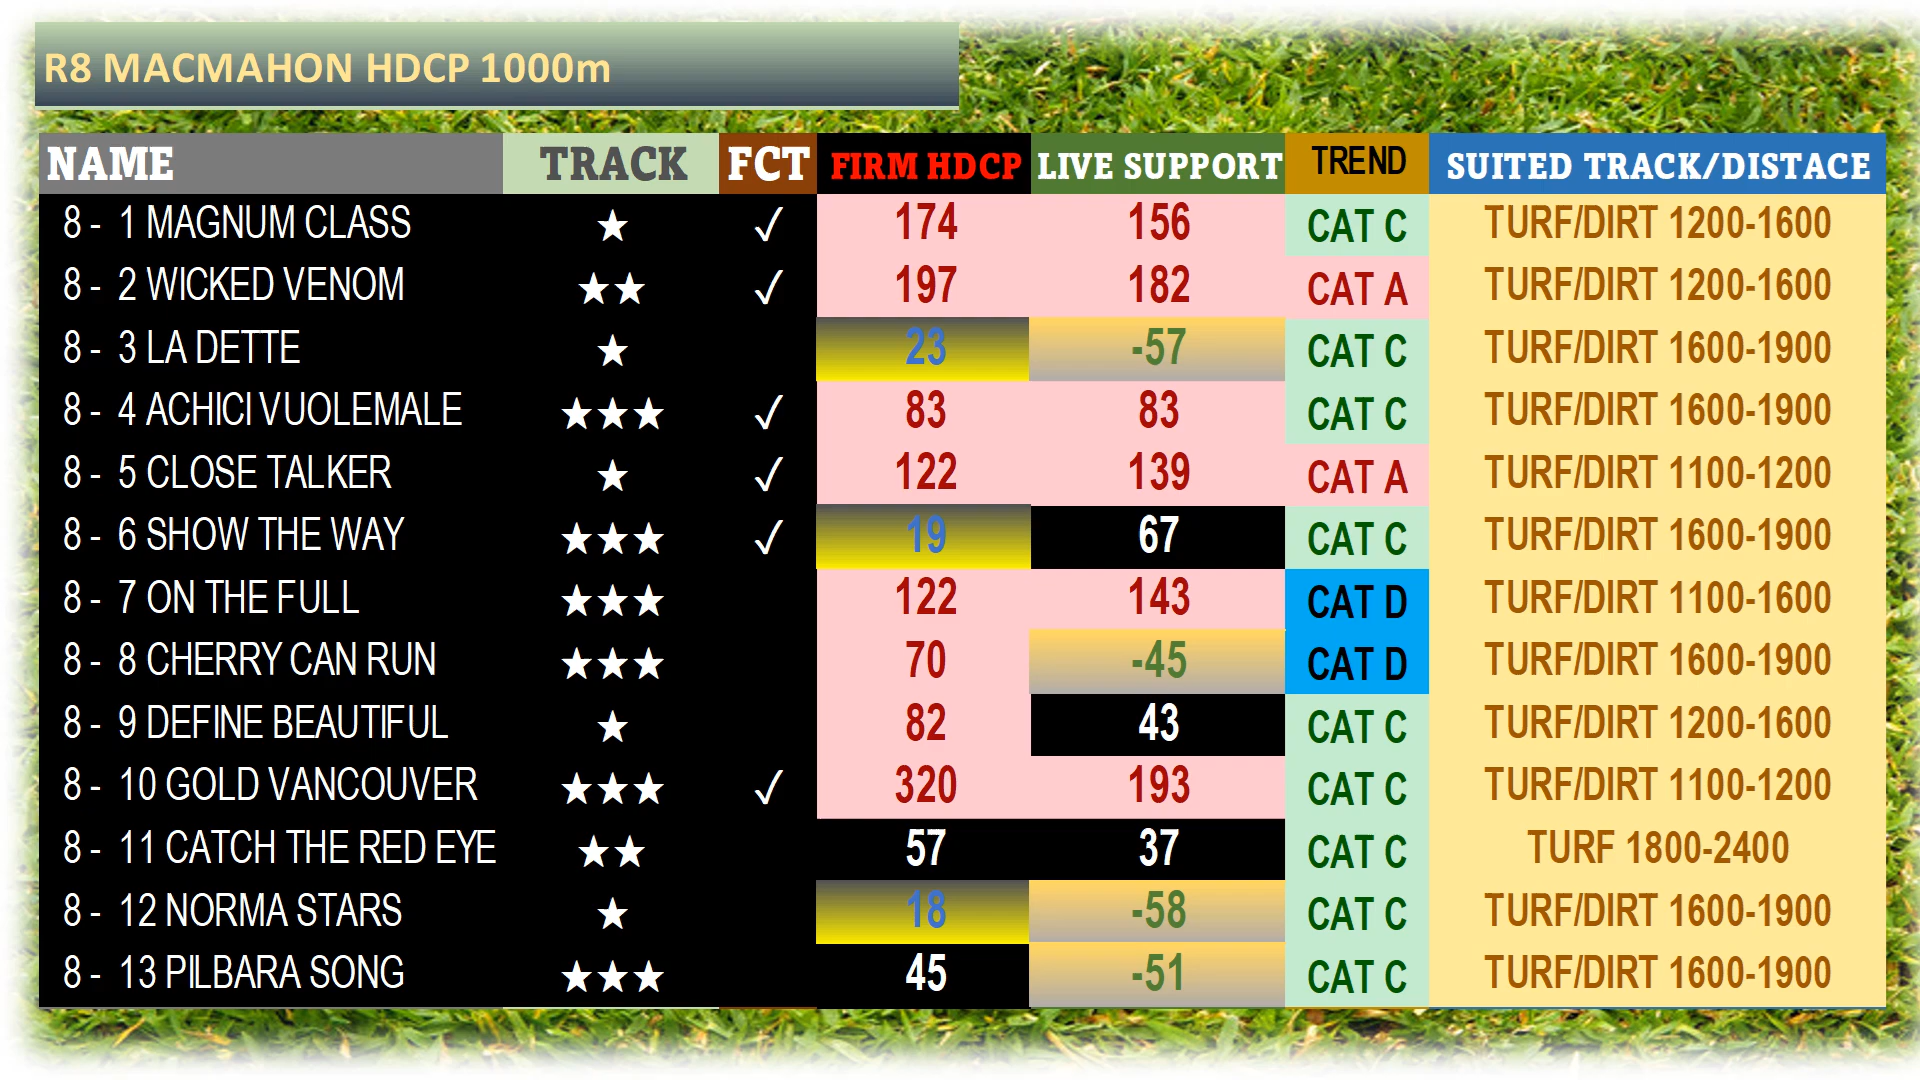 R8 MACMAHON HDCP 1000m
NAME TRACK FCT FIRM HDCP LIVE SUPPORT TREND SUITED TRACK/DISTACE
8 - 1 MAGNUM CLASS ★ ✓ 174 156 CAT C TURF/DIRT 1200-1600
8 - 2 WICKED VENOM ★★ ✓ 197 182 CAT A TURF/DIRT 1200-1600
8 - 3 LA DETTE ★ 23 -57 CAT C TURF/DIRT 1600-1900
8 - 4 ACHICI VUOLEMALE ★★★ ✓ 83 83 CAT C TURF/DIRT 1600-1900
8 - 5 CLOSE TALKER ★ ✓ 122 139 CAT A TURF/DIRT 1100-1200
8 - 6 SHOW THE WAY ★★★ ✓ 19 67 CAT C TURF/DIRT 1600-1900
8 - 7 ON THE FULL ★★★ 122 143 CAT D TURF/DIRT 1100-1600
8 - 8 CHERRY CAN RUN ★★★ 70 -45 CAT D TURF/DIRT 1600-1900
8 - 9 DEFINE BEAUTIFUL ★ 82 43 CAT C TURF/DIRT 1200-1600
8 - 10 GOLD VANCOUVER ★★★ ✓ 320 193 CAT C TURF/DIRT 1100-1200
8 - 11 CATCH THE RED EYE ★★ 57 37 CAT C TURF 1800-2400
8 - 12 NORMA STARS ★ 18 -58 CAT C TURF/DIRT 1600-1900
8 - 13 PILBARA SONG ★★★ 45 -51 CAT C TURF/DIRT 1600-1900